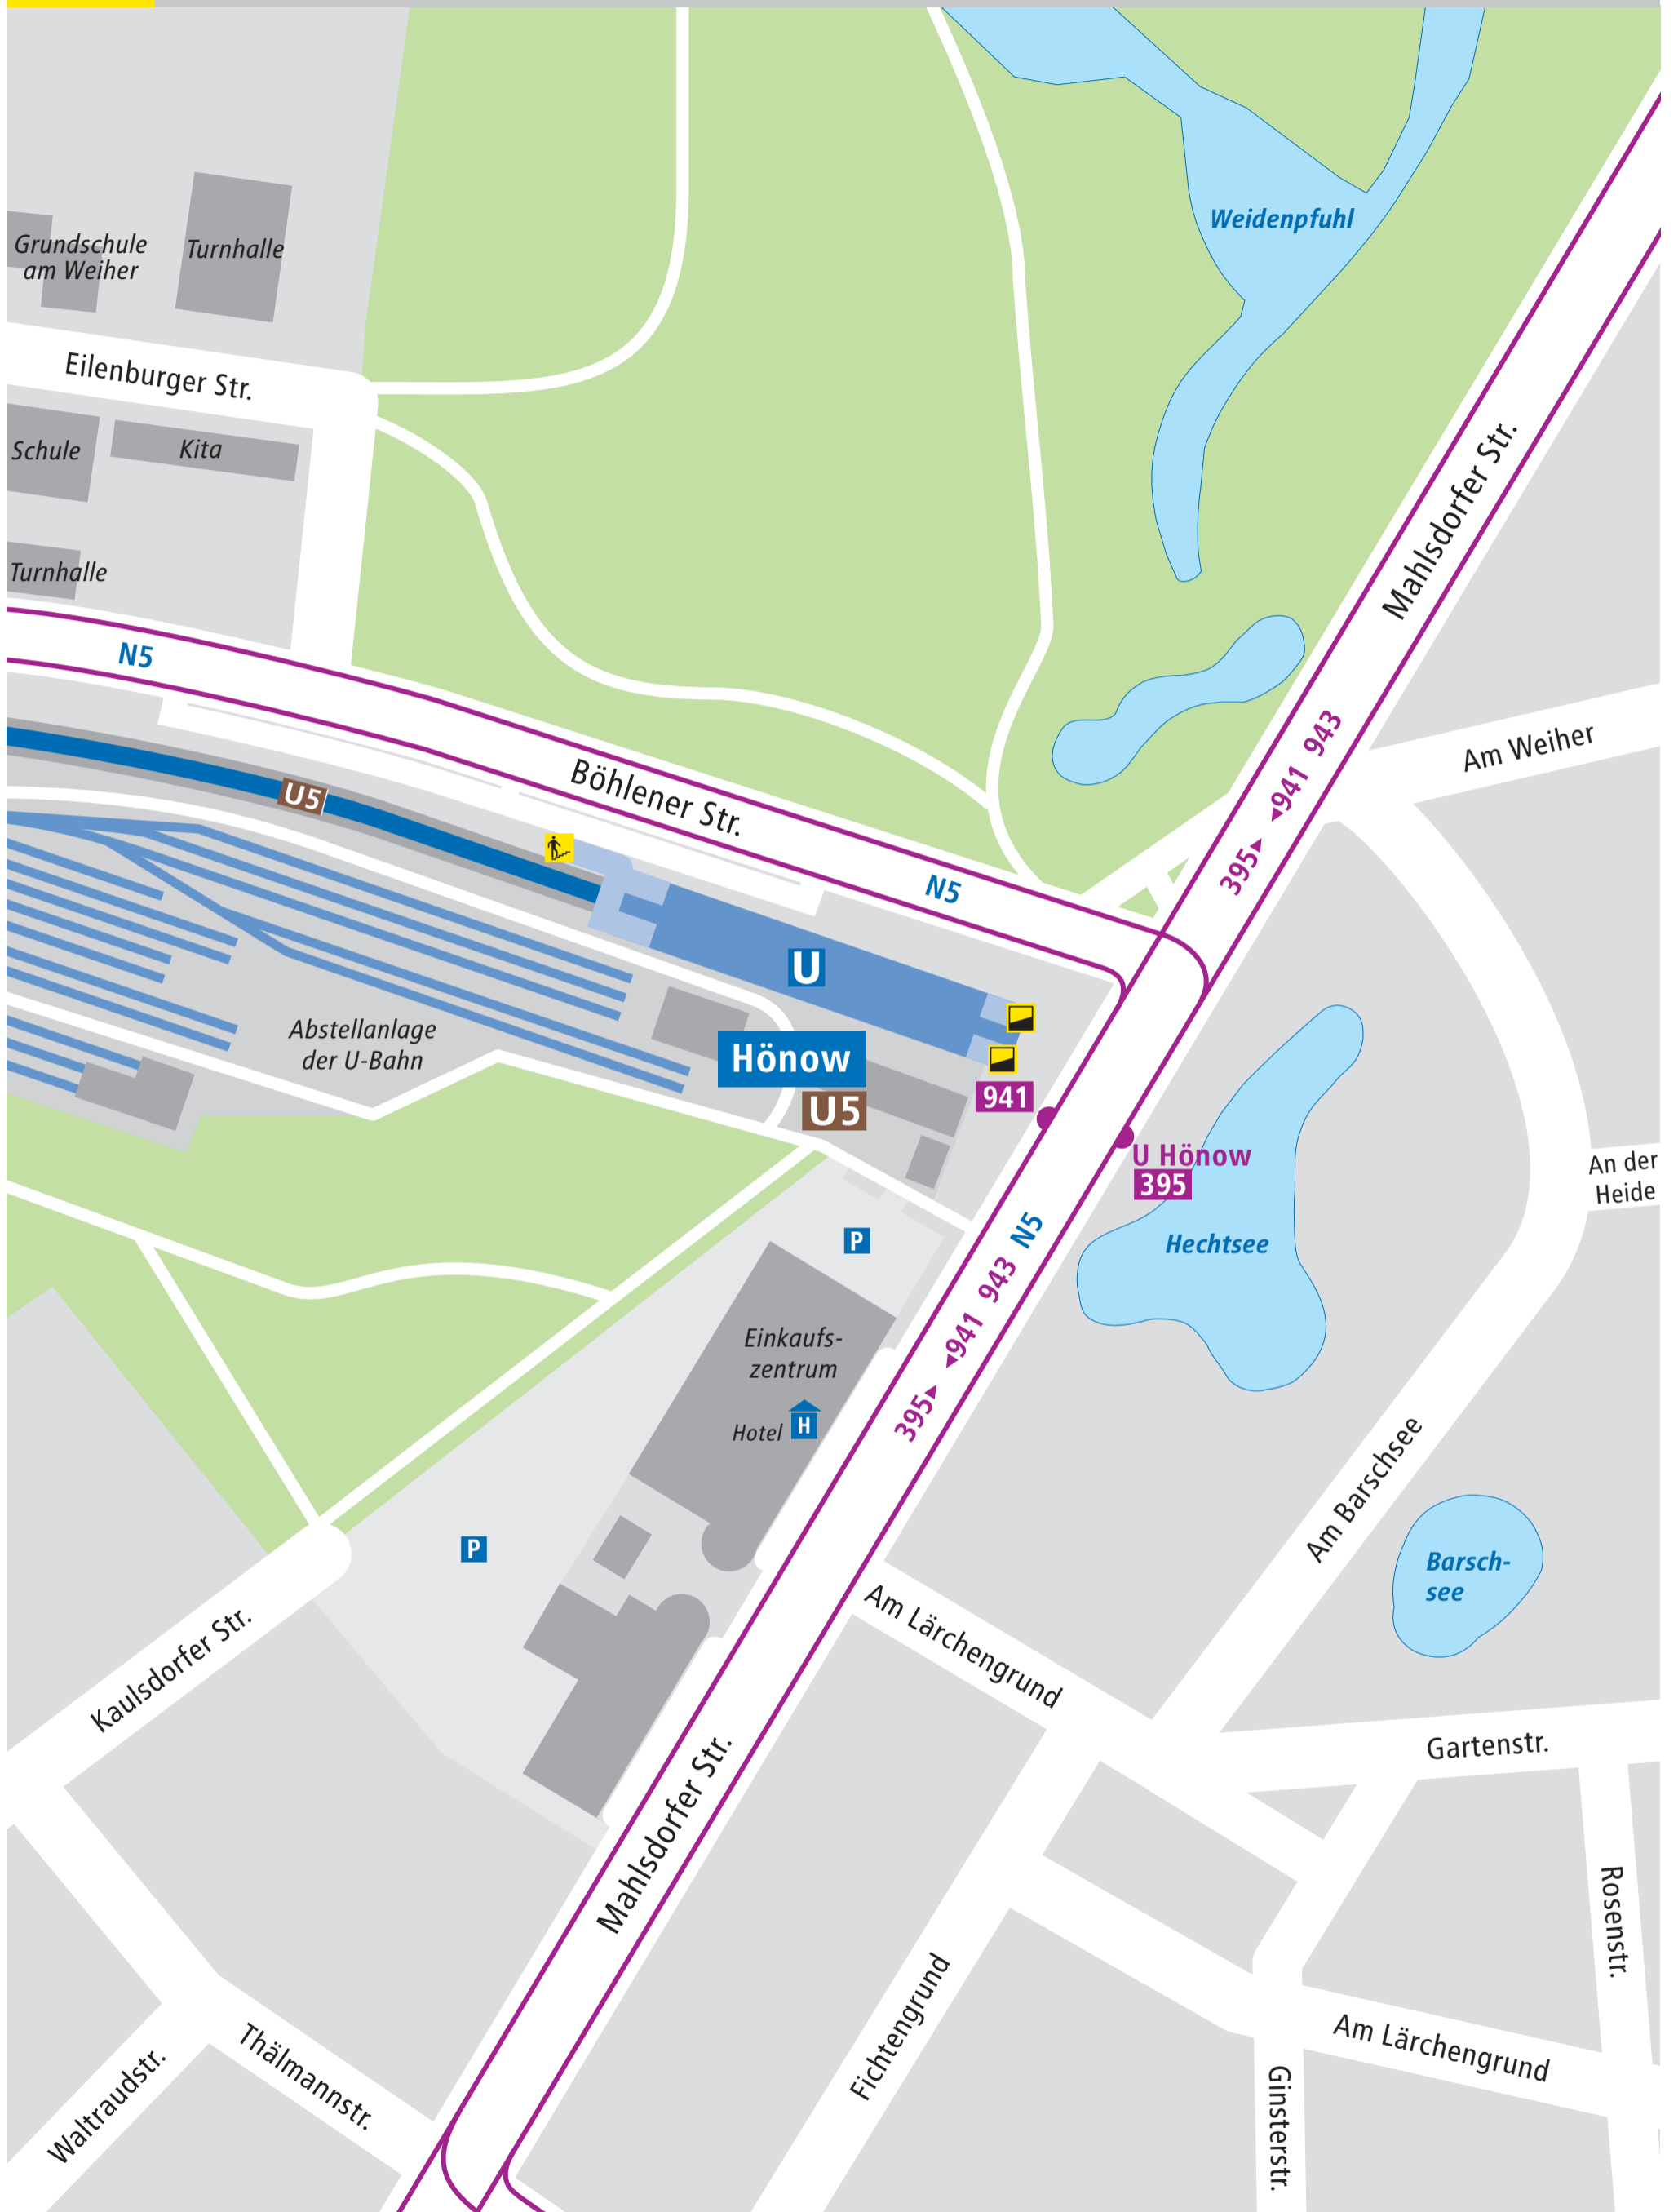 Weidenpfuhl
Grundschule
am Weiher
Turnhalle
Eilenburger Str.
Schule
Kita
Mahlsdorfer Str.
Turnhalle
N5
943
◂941
395▸
Am Weiher
U5
Böhlener Str.
N5
U
Abstellanlage
der U-Bahn
Hönow
U5
941
U Hönow
395
An der
Heide
P
N5
943
◂941
395▸
Hechtsee
Einkaufs-
zentrum
Hotel
H
P
Am Barschsee
Barsch-
see
Am Lärchengrund
Kaulsdorfer Str.
Gartenstr.
Mahlsdorfer Str.
Rosenstr.
Fichtengrund
Am Lärchengrund
Thälmannstr.
Waltraudstr.
Ginsterstr.